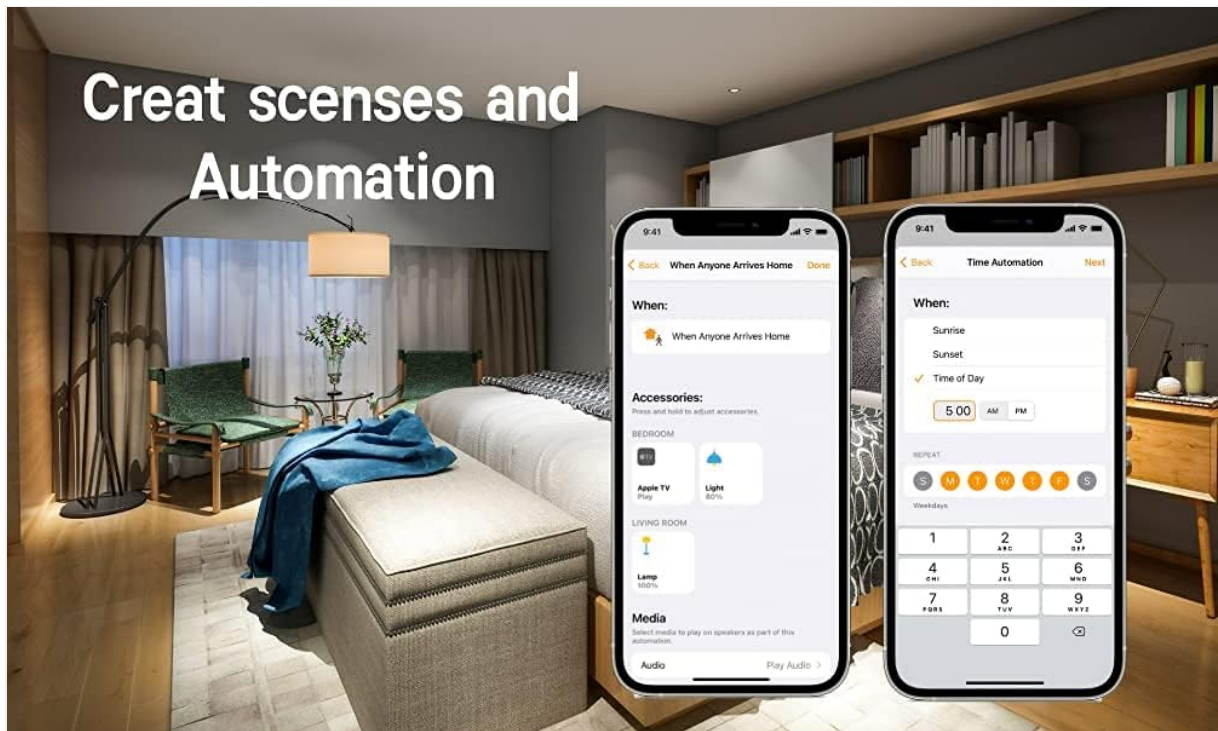 Creat scenses and
Automation
9:41
Back When Anyone Arrives Home Done
When:
When Anyone Arrives Home
Accessories:
Press and hold to adjust accessories.
BEDROOM
tv
Apple TV
Play
Light
80%
LIVING ROOM
Lamp
100%
Media
Select media to play on speakers as part of this
automation.
Audio Play Audio
9:41
Back Time Automation Next
When:
Sunrise
Sunset
Time of Day
5 00 AM PM
REPEAT
S M T W T F S
Weekdays
1 2 3
ABC DEF
4 5 6
GHI JKL MNO
7 8 9
PQRS TUV WXYZ
0